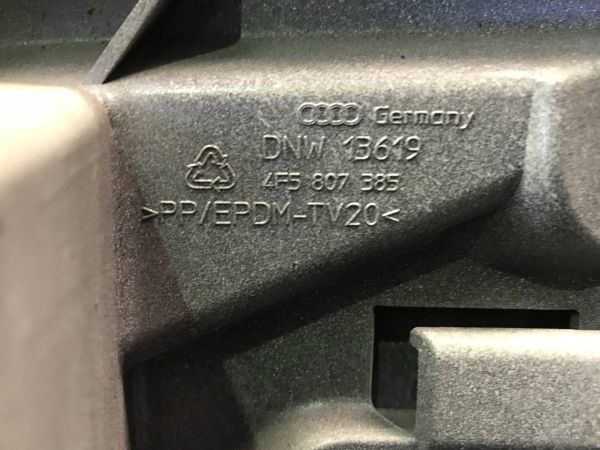 Germany
DNW 13619
4F5 807 385
>PP/EPDM-TV20<